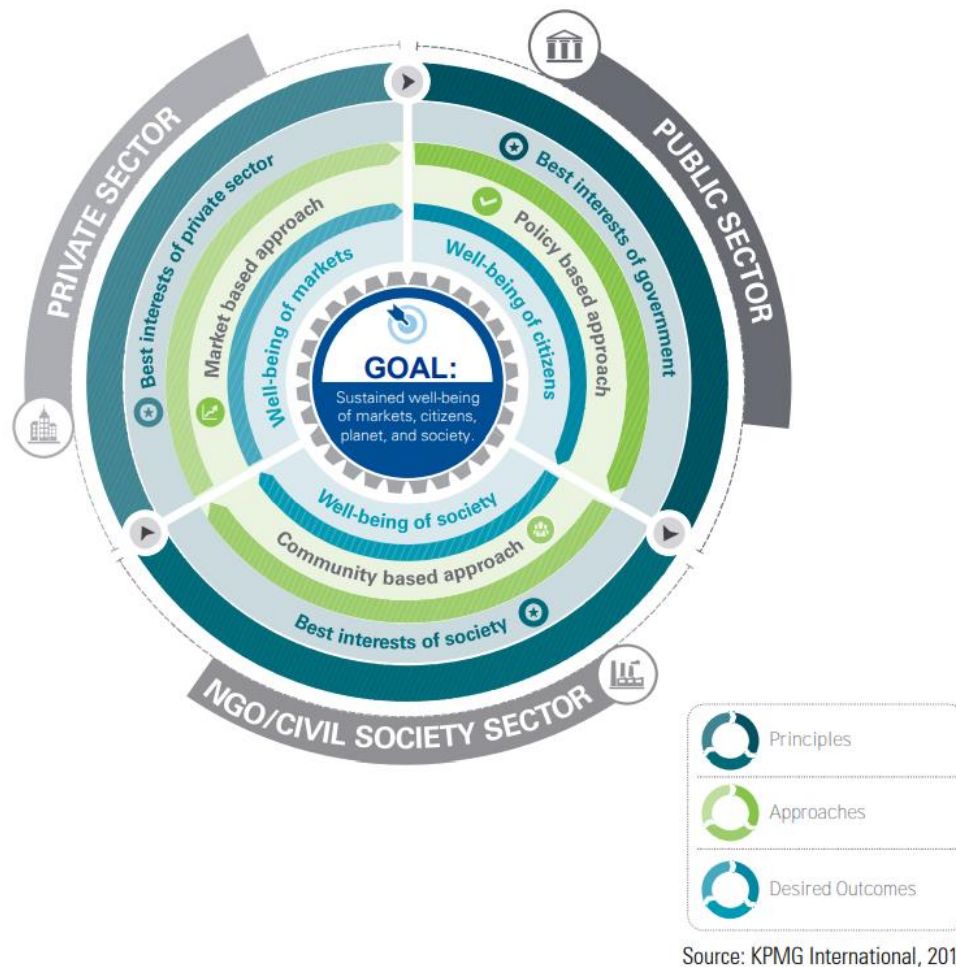 PRIVATE SECTOR
PUBLIC SECTOR
NGO/CIVIL SOCIETY SECTOR
Best interests of private sector
Market based approach
Well-being of markets
Best interests of government
Policy based approach
Well-being of citizens
GOAL:
Sustained well-being
of markets, citizens,
planet, and society.
Well-being of society
Community based approach
Best interests of society
Principles
Approaches
Desired Outcomes
Source: KPMG International, 201